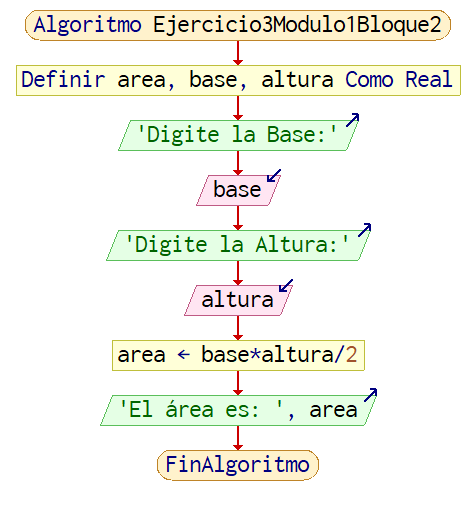 Algoritmo Ejercicio3Modulo1Bloque2
Definir area, base, altura Como Real
'Digite la Base:'
base
'Digite la Altura:'
altura
area ← base*altura/2
'El área es: ', area
FinAlgoritmo